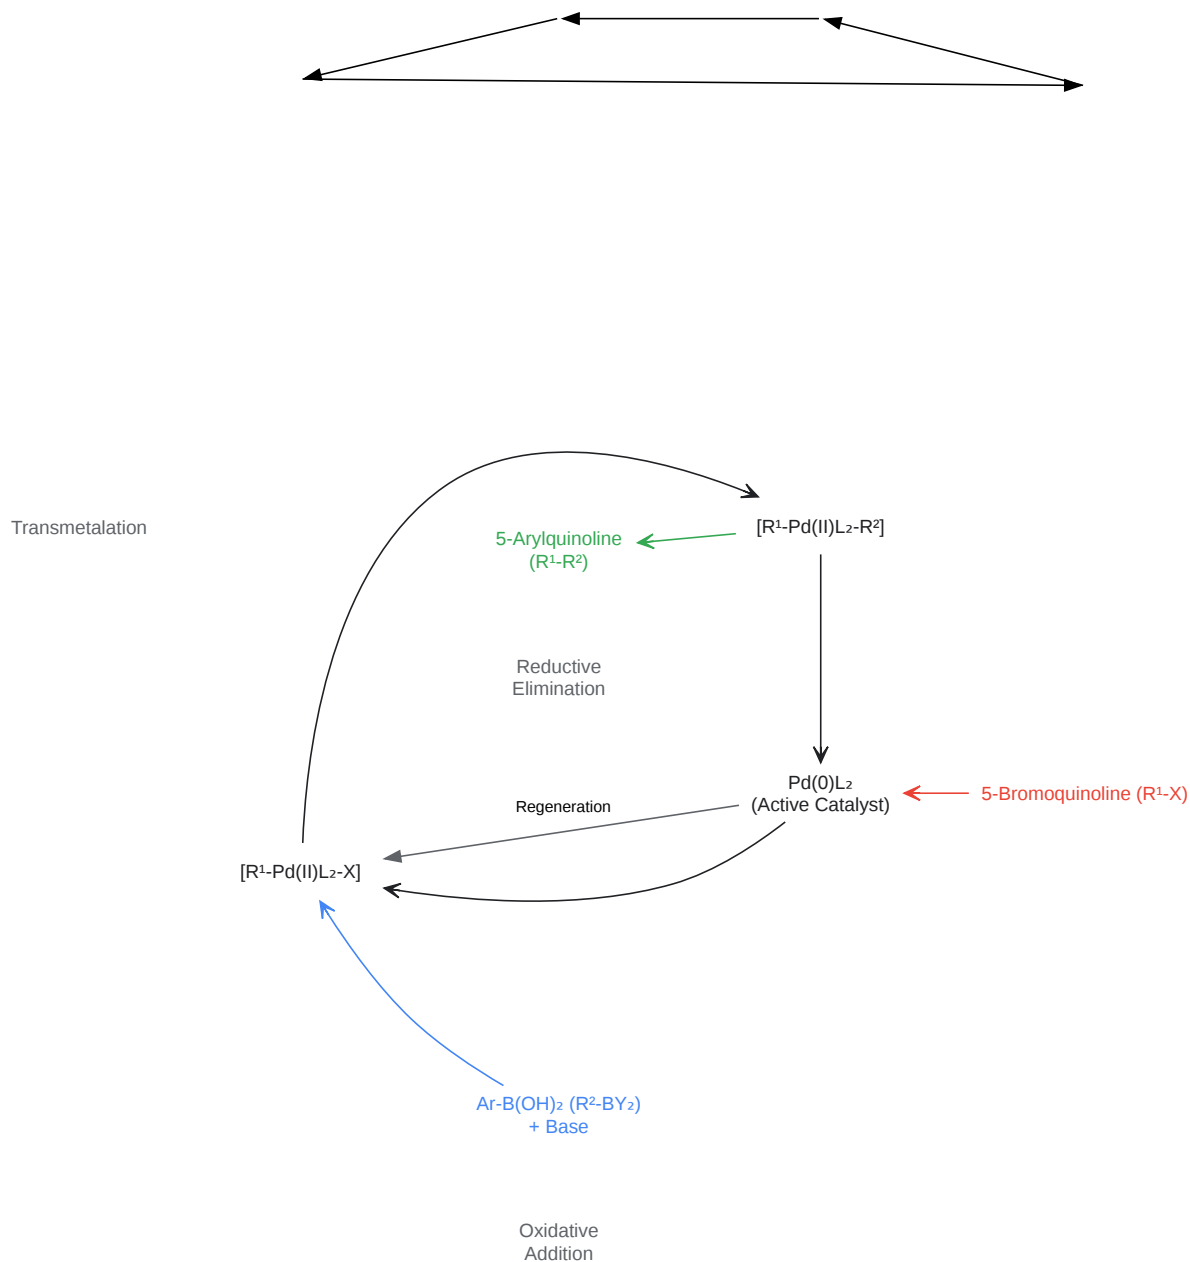 Transmetalation
[R¹-Pd(II)L₂-R²]
5-Arylquinoline
(R¹-R²)
Reductive
Elimination
Pd(0)L₂
(Active Catalyst)
5-Bromoquinoline (R¹-X)
Regeneration
[R¹-Pd(II)L₂-X]
Ar-B(OH)₂ (R²-BY₂)
+ Base
Oxidative
Addition